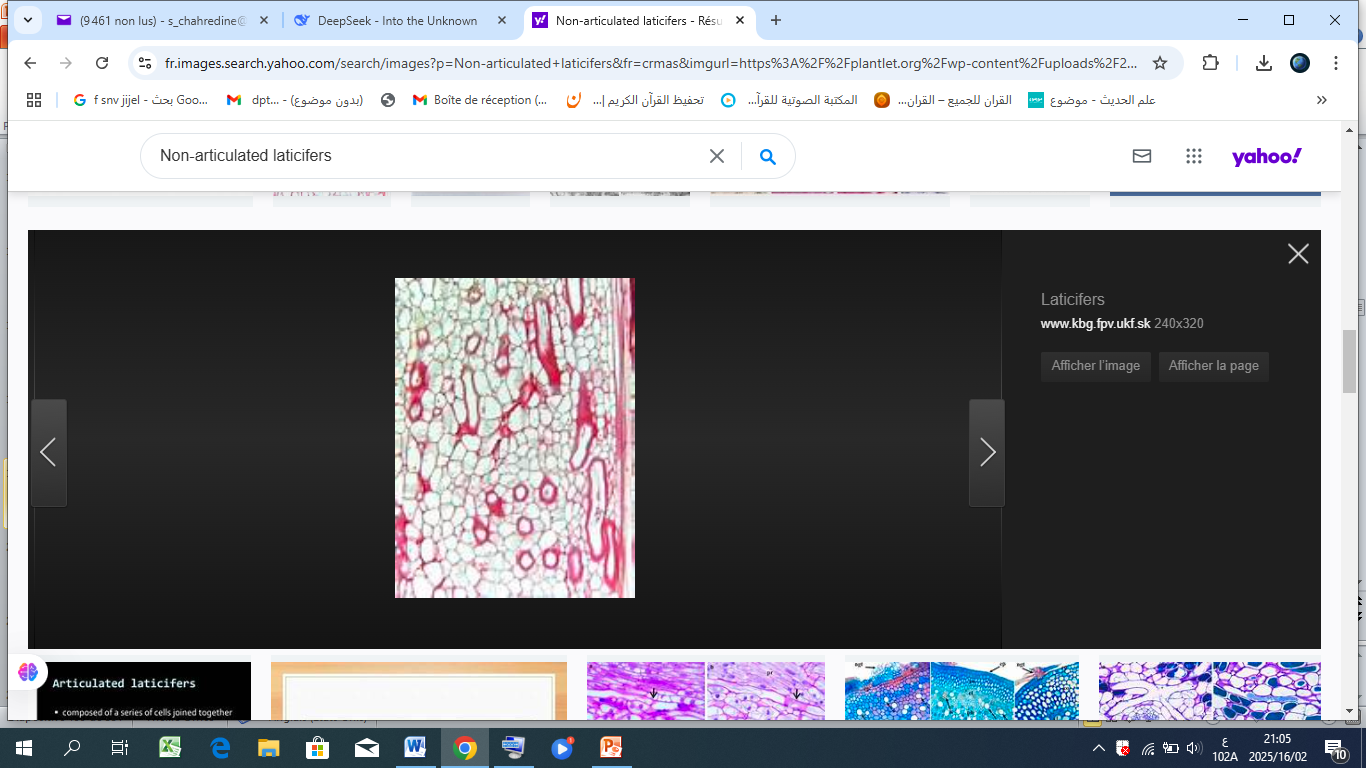 (9 461 non lus) - s_chahredine@
DeepSeek - Into the Unknown
Non-articulated laticifers - Résu
fr.images.search.yahoo.com/search/images?p=Non-articulated+laticifers&fr=crmas&imgurl=https%3A%2F%2Fplantlet.org%2Fwp-content%2Fuploads%2F2...
f snv jijel - بحث Goo...
dpt... - (بدون موضوع)
Boîte de réception (...
تحفيظ القرآن الكريم |...
المكتبة الصوتية للقرآ...
القران للجميع – القران...
علم الحديث - موضوع
Non-articulated laticifers
yahoo!
Laticifers
www.kbg.fpv.ukf.sk 240x320
Afficher l'image
Afficher la page
Articulated laticifers
• composed of a series of cells joined together
ع
21:05
102A
2025/16/02
10